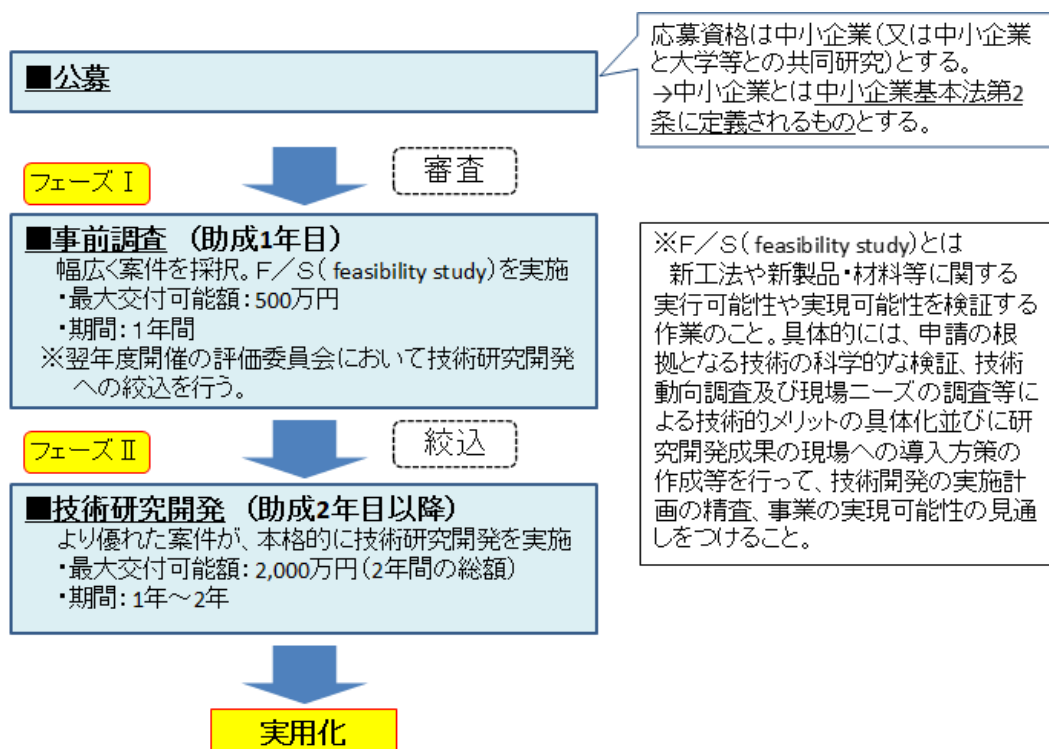 ■公募
応募資格は中小企業(又は中小企業
と大学等との共同研究)とする。
→中小企業とは中小企業基本法第2
条に定義されるものとする。
フェーズⅠ
審査
■事前調査 (助成1年目)
幅広く案件を採択。F/S( feasibility study)を実施
・最大交付可能額:500万円
・期間:1年間
※翌年度開催の評価委員会において技術研究開発
への絞込を行う。
※F/S( feasibility study)とは
新工法や新製品・材料等に関する
実行可能性や実現可能性を検証する
作業のこと。具体的には、申請の根
拠となる技術の科学的な検証、技術
動向調査及び現場ニーズの調査等に
よる技術的メリットの具体化並びに研
究開発成果の現場への導入方策の
作成等を行って、技術開発の実施計
画の精査、事業の実現可能性の見通
しをつけること。
フェーズⅡ
絞込
■技術研究開発 (助成2年目以降)
より優れた案件が、本格的に技術研究開発を実施
・最大交付可能額:2,000万円(2年間の総額)
・期間:1年~2年
実用化